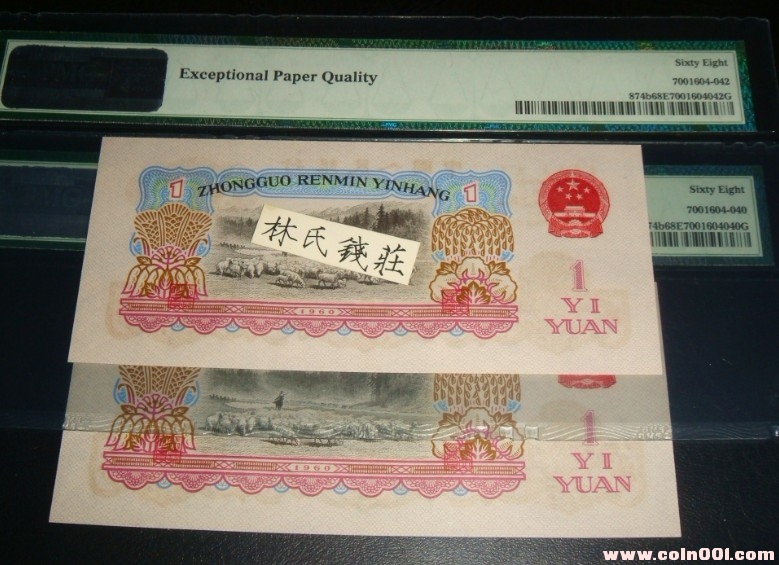 Exceptional Paper Quality
Sixty Eight
7001604-042
874b68E7001604042G
Sixty Eight
7001604-040
74b68E7001604040G
1 ZHONGGUO RENMIN YINHANG 1
林氏錢莊
1960
1
YI
YUAN
1960
1
YI
YUAN
www.coin001.com